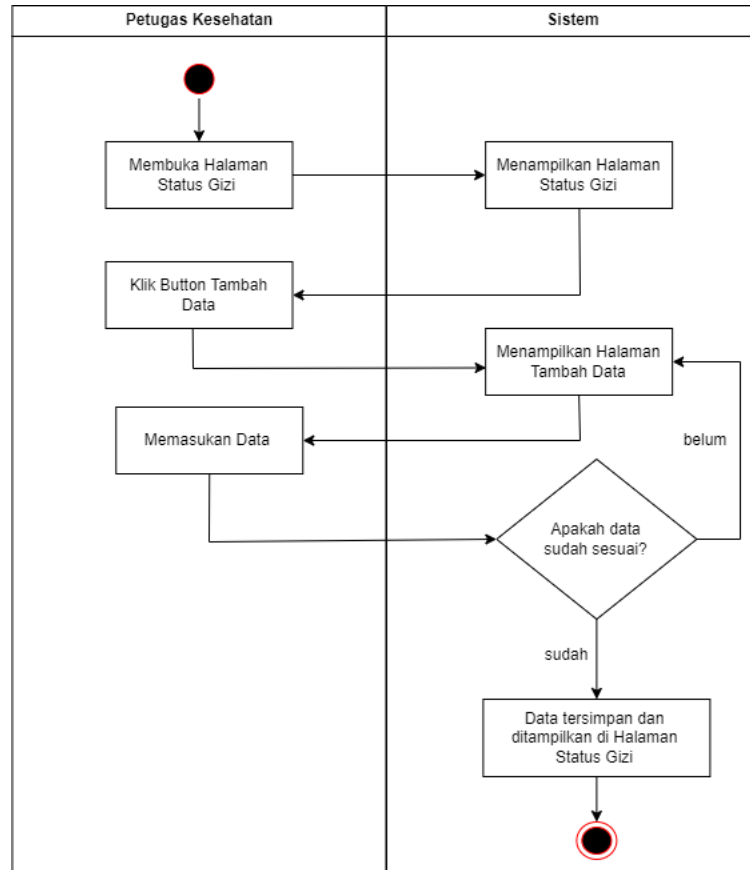 Petugas Kesehatan
Sistem
Membuka Halaman
Status Gizi
Menampilkan Halaman
Status Gizi
Klik Button Tambah
Data
Menampilkan Halaman
Tambah Data
Memasukan Data
belum
Apakah data
sudah sesuai?
sudah
Data tersimpan dan
ditampilkan di Halaman
Status Gizi